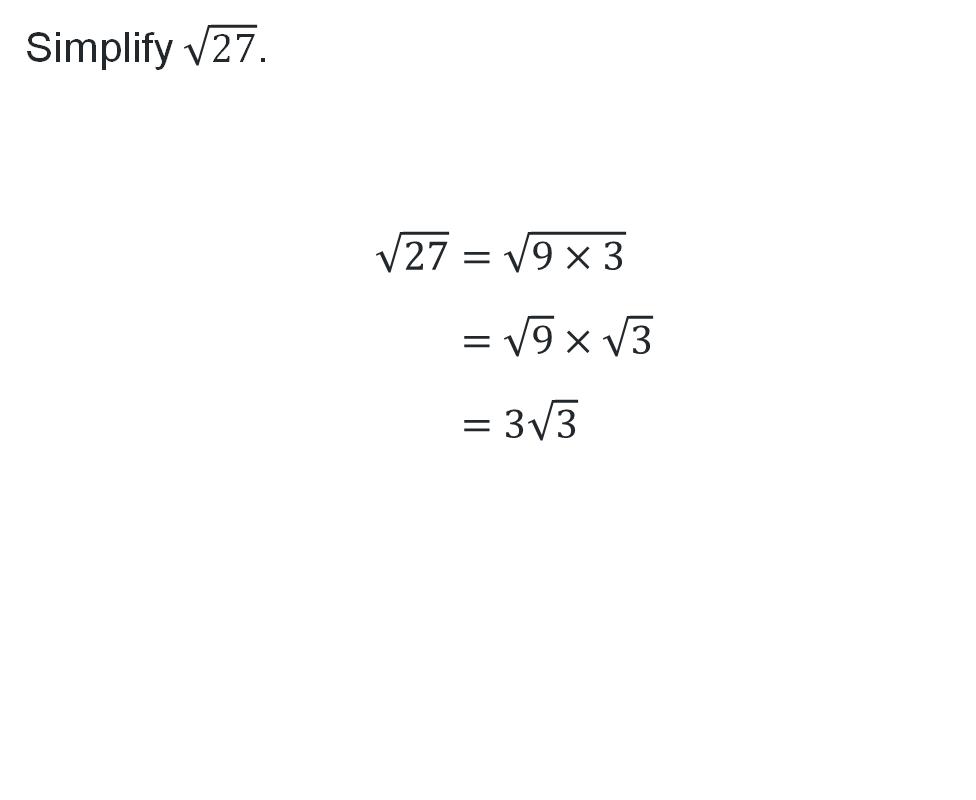 Simplify √27.
√27 = √9 × 3
= √9 × √3
= 3√3